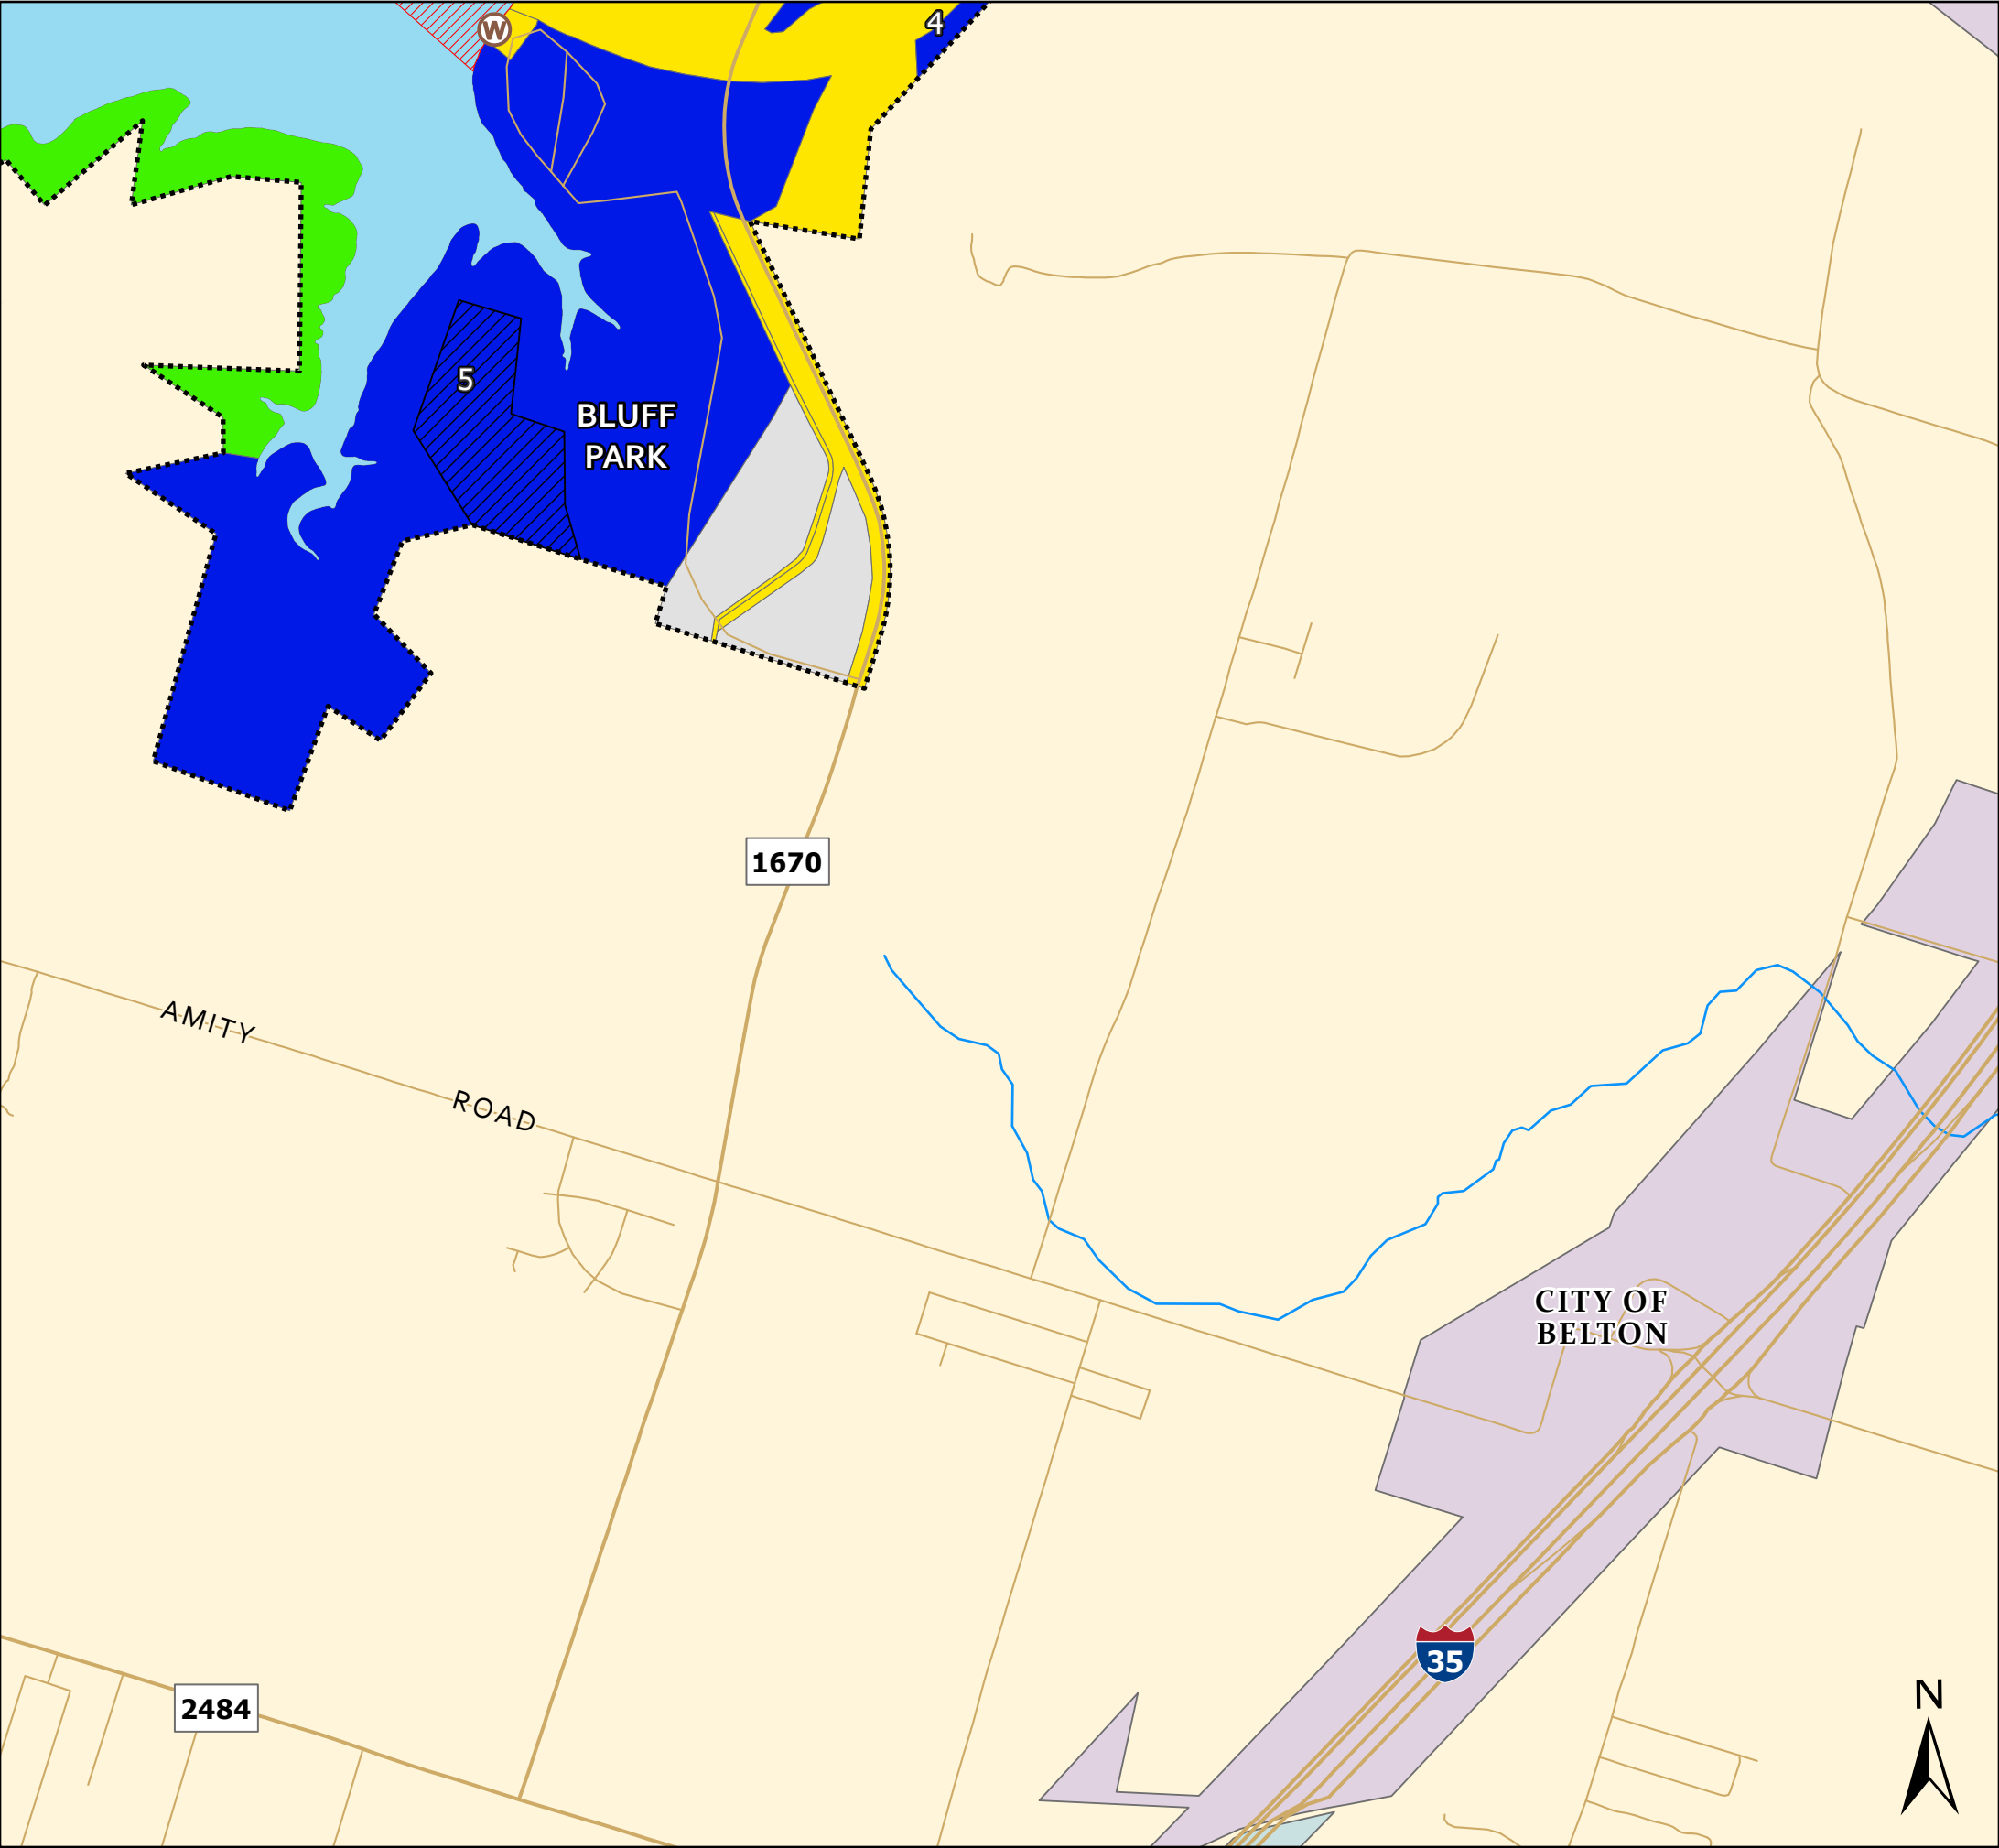 W
4
5
BLUFF
PARK
1670
AMITY
ROAD
CITY OF
BELTON
35
2484
N